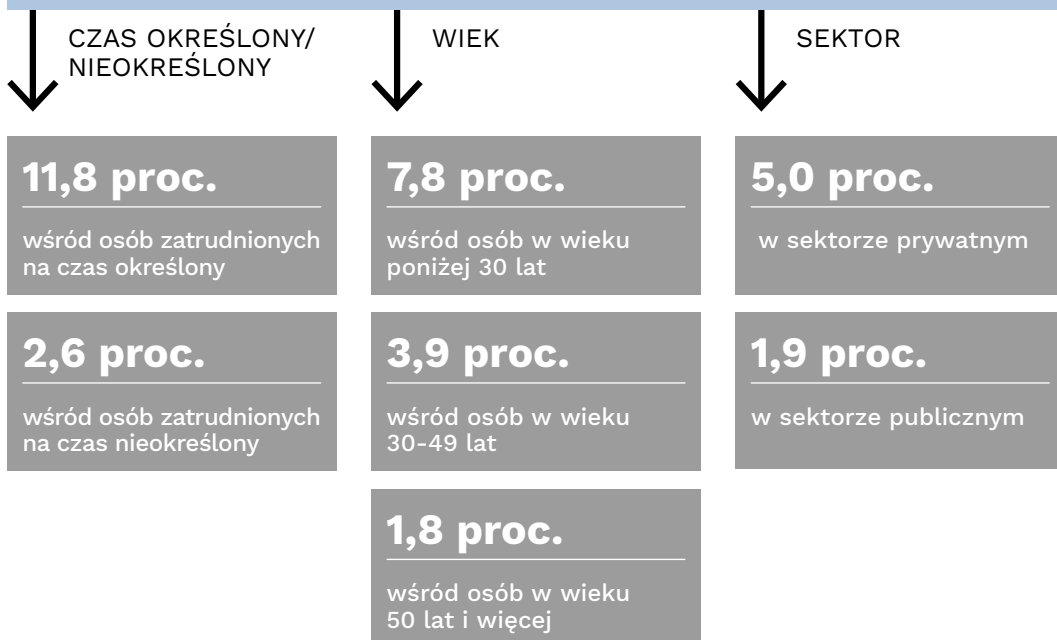 CZAS OKREŚLONY/
NIEOKREŚLONY
11,8 proc.
wśród osób zatrudnionych
na czas określony
2,6 proc.
wśród osób zatrudnionych
na czas nieokreślony
WIEK
7,8 proc.
wśród osób w wieku
poniżej 30 lat
3,9 proc.
wśród osób w wieku
30-49 lat
1,8 proc.
wśród osób w wieku
50 lat i więcej
SEKTOR
5,0 proc.
w sektorze prywatnym
1,9 proc.
w sektorze publicznym